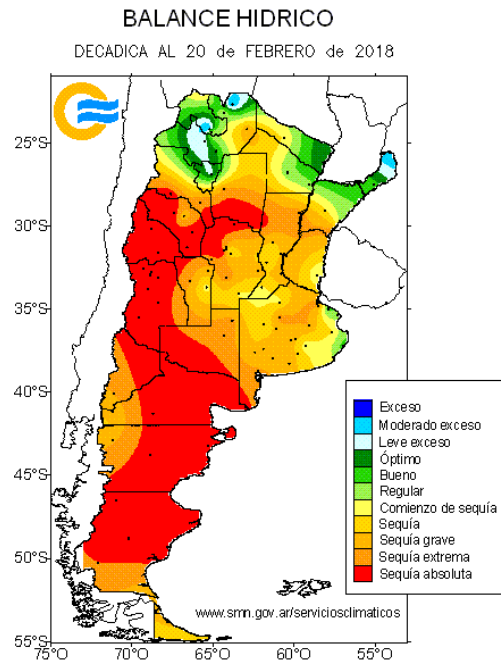 BALANCE HIDRICO
DECADICA AL 20 de FEBRERO de 2018
25°S
30°S
35°S
40°S
45°S
50°S
55°S
75°O 70°O 65°O 60°O 55°O
Exceso
Moderado exceso
Leve exceso
Óptimo
Bueno
Regular
Comienzo de sequía
Sequía
Sequía grave
Sequía extrema
Sequía absoluta
www.smn.gov.ar/serviciosclimaticos